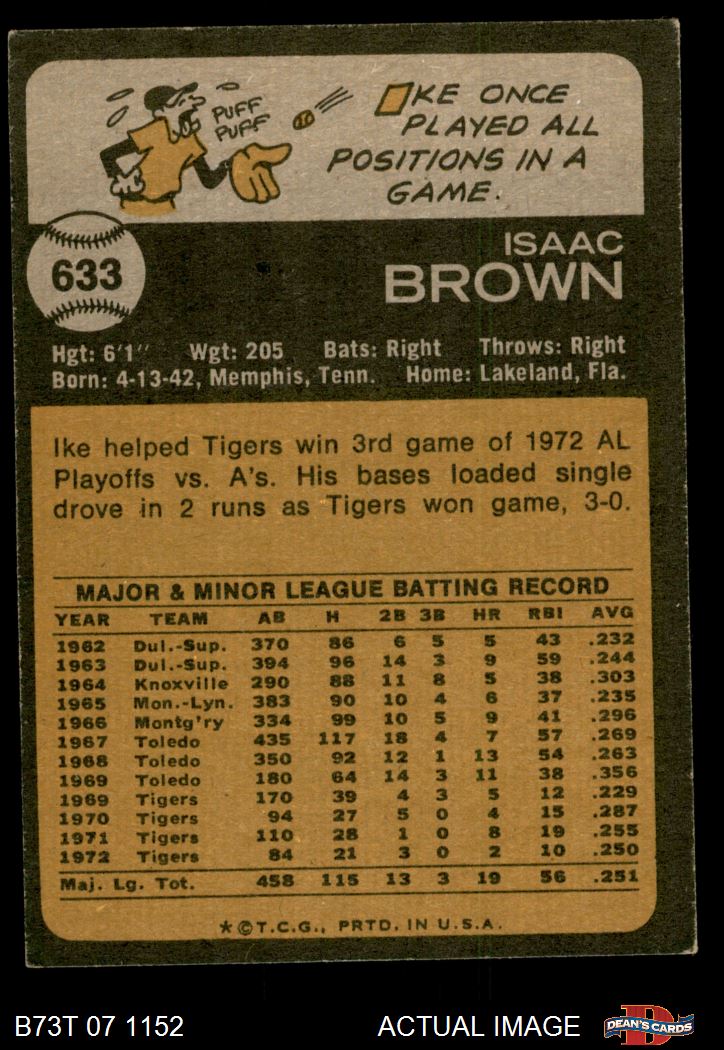 PUFF
PUFF
IKE ONCE
PLAYED ALL
POSITIONS IN A
GAME.
633
ISAAC
BROWN
Hgt: 6'1" Wgt: 205 Bats: Right Throws: Right
Born: 4-13-42, Memphis, Tenn. Home: Lakeland, Fla.
Ike helped Tigers win 3rd game of 1972 AL
Playoffs vs. A's. His bases loaded single
drove in 2 runs as Tigers won game, 3-0.
MAJOR & MINOR LEAGUE BATTING RECORD
YEAR TEAM AB H 2B 3B HR RBI AVG
1962 Dul.-Sup. 370 86 6 5 5 43 .232
1963 Dul.-Sup. 394 96 14 3 9 59 .244
1964 Knoxville 290 88 11 8 5 38 .303
1965 Mon.-Lyn. 383 90 10 4 6 37 .235
1966 Montg'ry 334 99 10 5 9 41 .296
1967 Toledo 435 117 18 4 7 57 .269
1968 Toledo 350 92 12 1 13 54 .263
1969 Toledo 180 64 14 3 11 38 .356
1969 Tigers 170 39 4 3 5 12 .229
1970 Tigers 94 27 5 0 4 15 .287
1971 Tigers 110 28 1 0 8 19 .255
1972 Tigers 84 21 3 0 2 10 .250
Maj. Lg. Tot. 458 115 13 3 19 56 .251
*©T.C.G., PRTD. IN U.S.A.
B73T 07 1152 ACTUAL IMAGE D DEAN'S CARDS